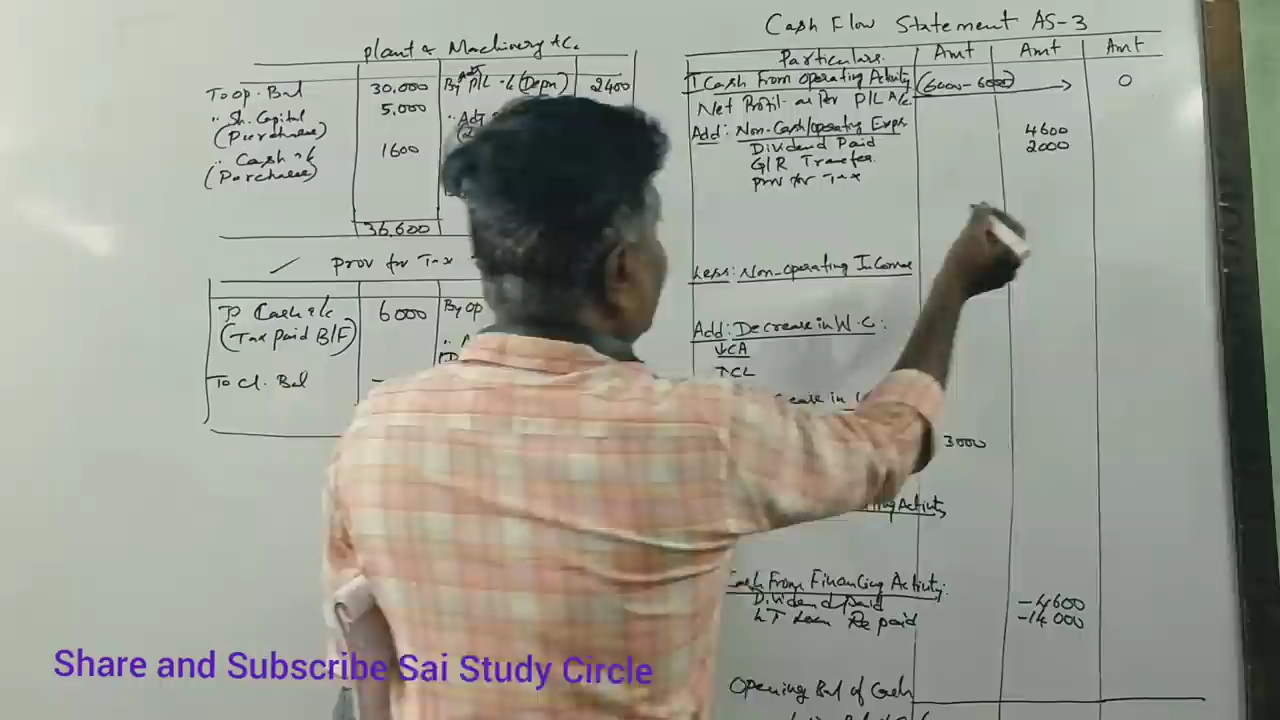 Cash Flow Statement AS-3
Plant & Machinery A/c.
To op. Bal 30,000 By P/L A/c (Depn) 2400
" Sh. Capital 5,000 " Adj
(Purchase)
" Cash A/c 1600
(Purchase)
36,600
Prov for Tax
To Cash A/c 6000 By op
(Tax Paid B/F)
To Cl. Bal
Particulars. Amt Amt Amt
I Cash From operating Activity (6000-6000) 0
Net Profit as Per P/L A/c.
Add: Non-Cash/operating Exps. 4600
Dividend Paid 2000
G/R Transfer.
Prov for Tax
Less: Non-operating Income
Add: Decrease in W.C:
↓CA
↑CL
ease in
3000
Activity
Cash From Financing Activity:
Dividend Paid -4600
LT Loan Re paid -14000
Opening Bal of Cash
Share and Subscribe Sai Study Circle